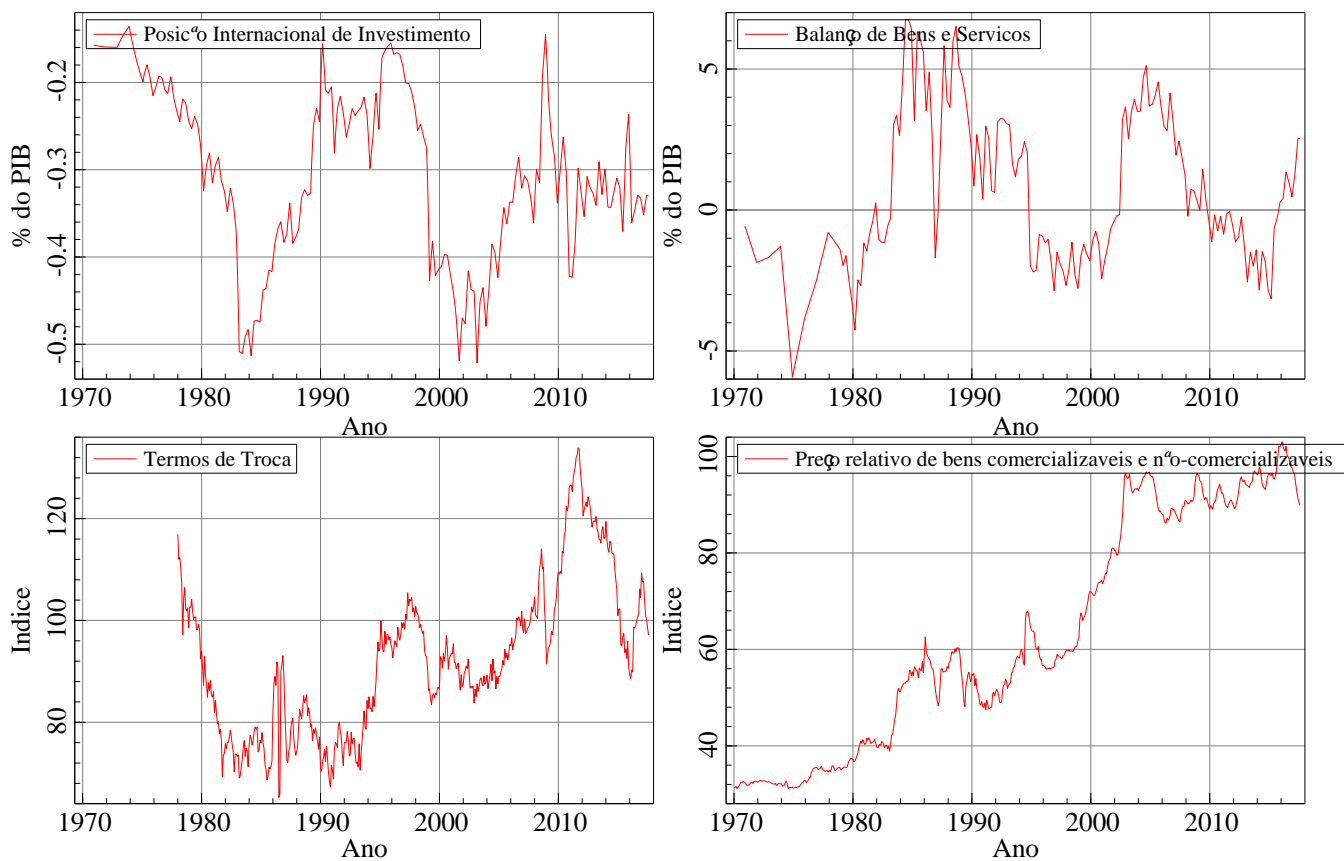 Posicªo Internacional de Investimento
-0.2
-0.3
-0.4
-0.5
% do PIB
1970 1980 1990 2000 2010
Ano
Balanço de Bens e Servicos
5
0
-5
% do PIB
1970 1980 1990 2000 2010
Ano
Termos de Troca
120
100
80
Indice
1970 1980 1990 2000 2010
Ano
Preço relativo de bens comercializaveis e nªo-comercializaveis
100
80
60
40
Indice
1970 1980 1990 2000 2010
Ano